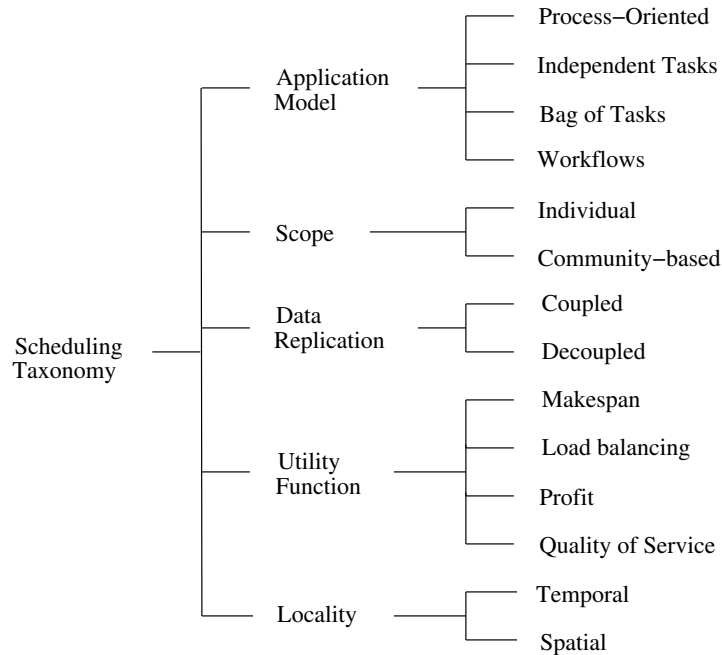 Process−Oriented
Independent Tasks
Application
Model
Bag of Tasks
Workflows
Individual
Scope
Community−based
Coupled
Data
Replication
Decoupled
Scheduling
Taxonomy
Makespan
Load balancing
Utility
Function
Profit
Quality of Service
Temporal
Locality
Spatial